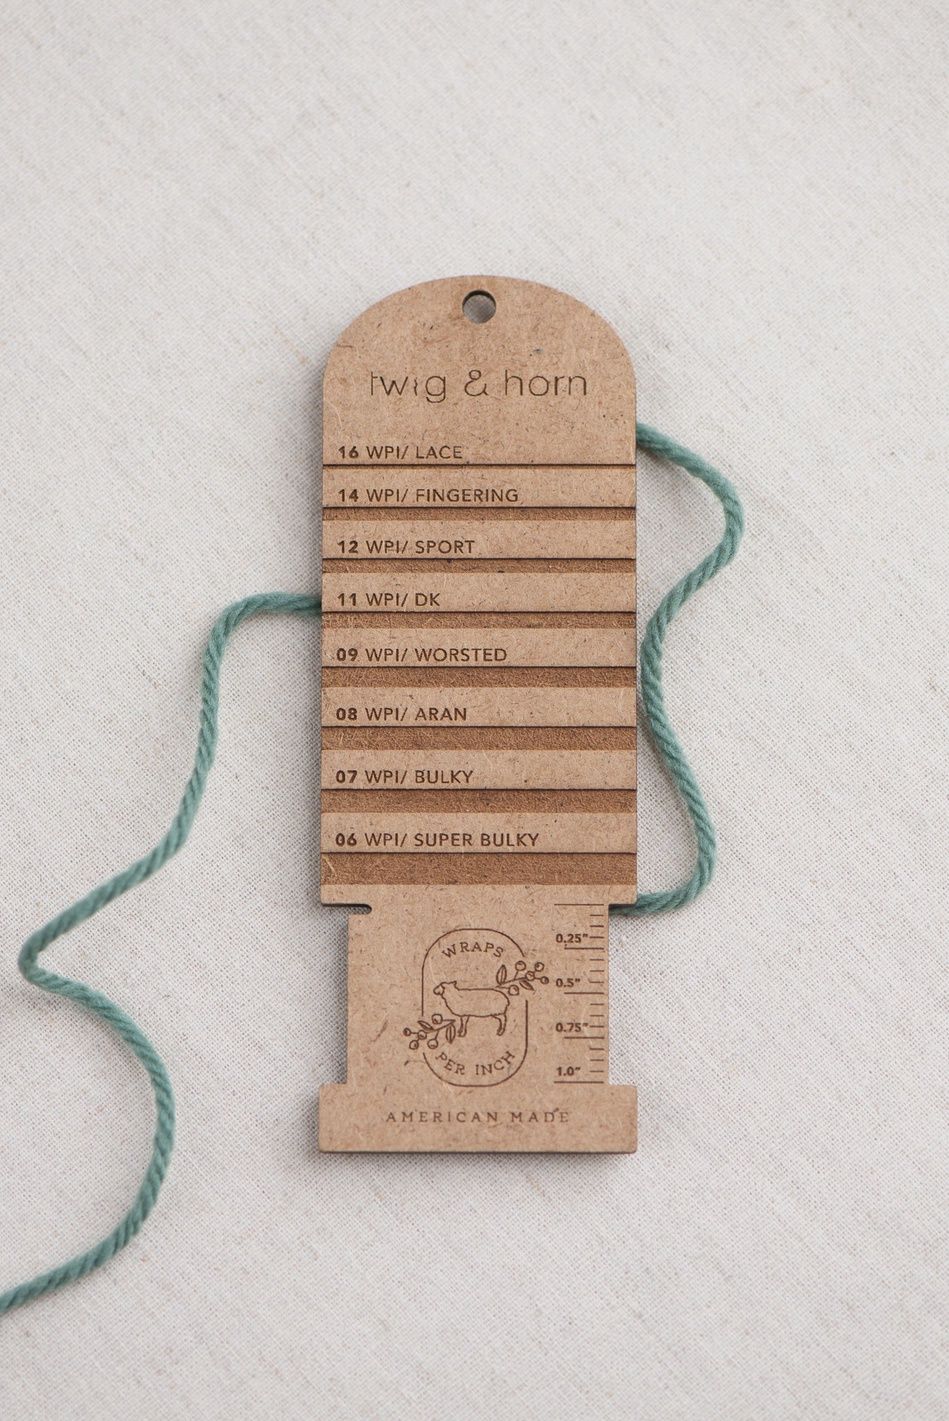 twig & horn
16 WPI/ LACE
14 WPI/ FINGERING
12 WPI/ SPORT
11 WPI/ DK
09 WPI/ WORSTED
08 WPI/ ARAN
07 WPI/ BULKY
06 WPI/ SUPER BULKY
WRAPS
PER INCH
0.25"
0.5"
0.75"
1.0"
AMERICAN MADE